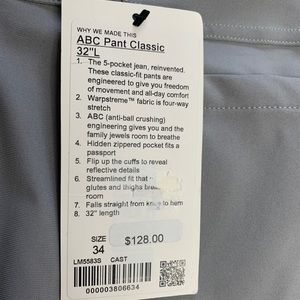 WHY WE MADE THIS
ABC Pant Classic
32"L
1. The 5-pocket jean, reinvented.
These classic-fit pants are
engineered to give you freedom
of movement and all-day comfort
2. Warpstreme™ fabric is four-way
stretch
3. ABC (anti-ball crushing)
engineering gives you and the
family jewels room to breathe
4. Hidden zippered pocket fits a
passport
5. Flip up the cuffs to reveal
reflective details
6. Streamlined fit that
glutes and thighs
room
7. Falls straight from knee to hem
8. 32" length
SIZE
34
$128.00
LM5583S CAST
000003806634